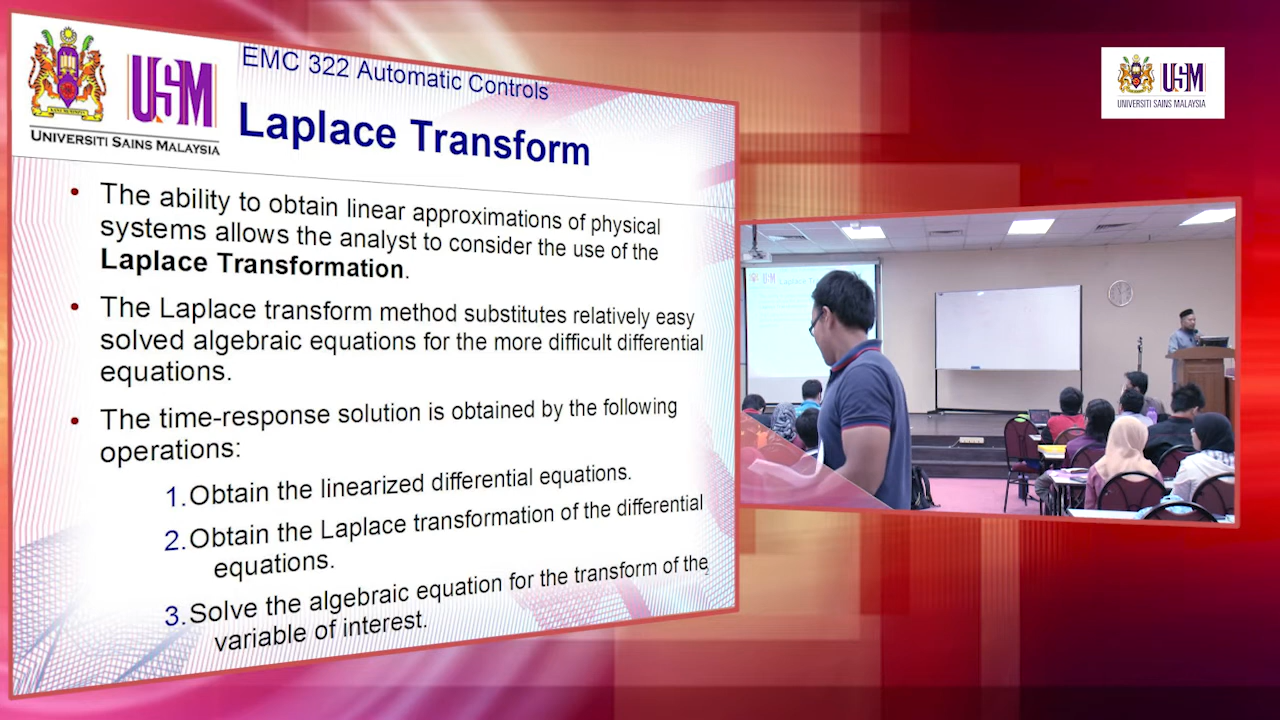 USM
UNIVERSITI SAINS MALAYSIA
EMC 322 Automatic Controls
Laplace Transform
• The ability to obtain linear approximations of physical
systems allows the analyst to consider the use of the
Laplace Transformation.
• The Laplace transform method substitutes relatively easy
solved algebraic equations for the more difficult differential
equations.
• The time-response solution is obtained by the following
operations:
1. Obtain the linearized differential equations.
2. Obtain the Laplace transformation of the differential
equations.
3. Solve the algebraic equation for the transform of the
variable of interest.
USM
UNIVERSITI SAINS MALAYSIA
USM
Laplace